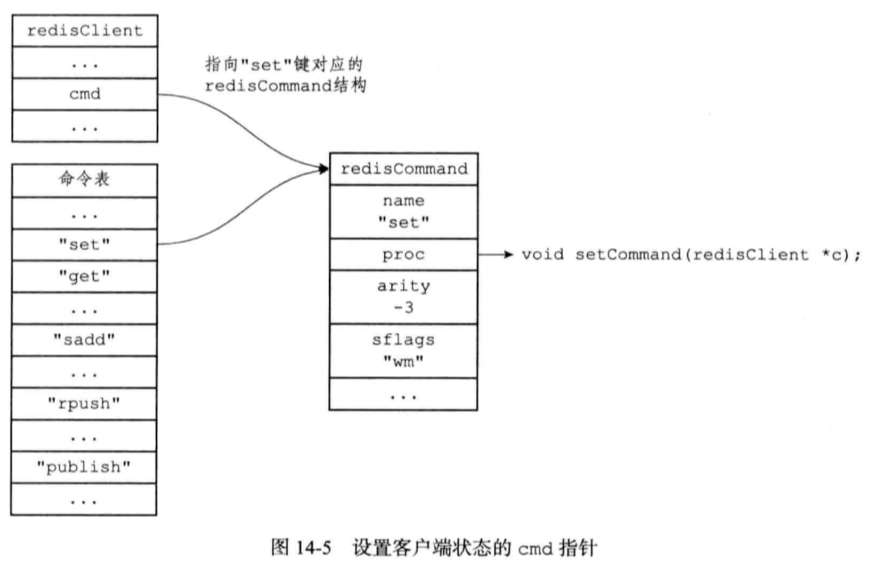 redisClient
...
cmd
...
指向"set"键对应的
redisCommand结构
命令表
...
"set"
"get"
...
"sadd"
...
"rpush"
...
"publish"
...
redisCommand
name
"set"
proc
arity
-3
sflags
"wm"
...
void setCommand(redisClient *c);
图 14-5 设置客户端状态的 cmd 指针